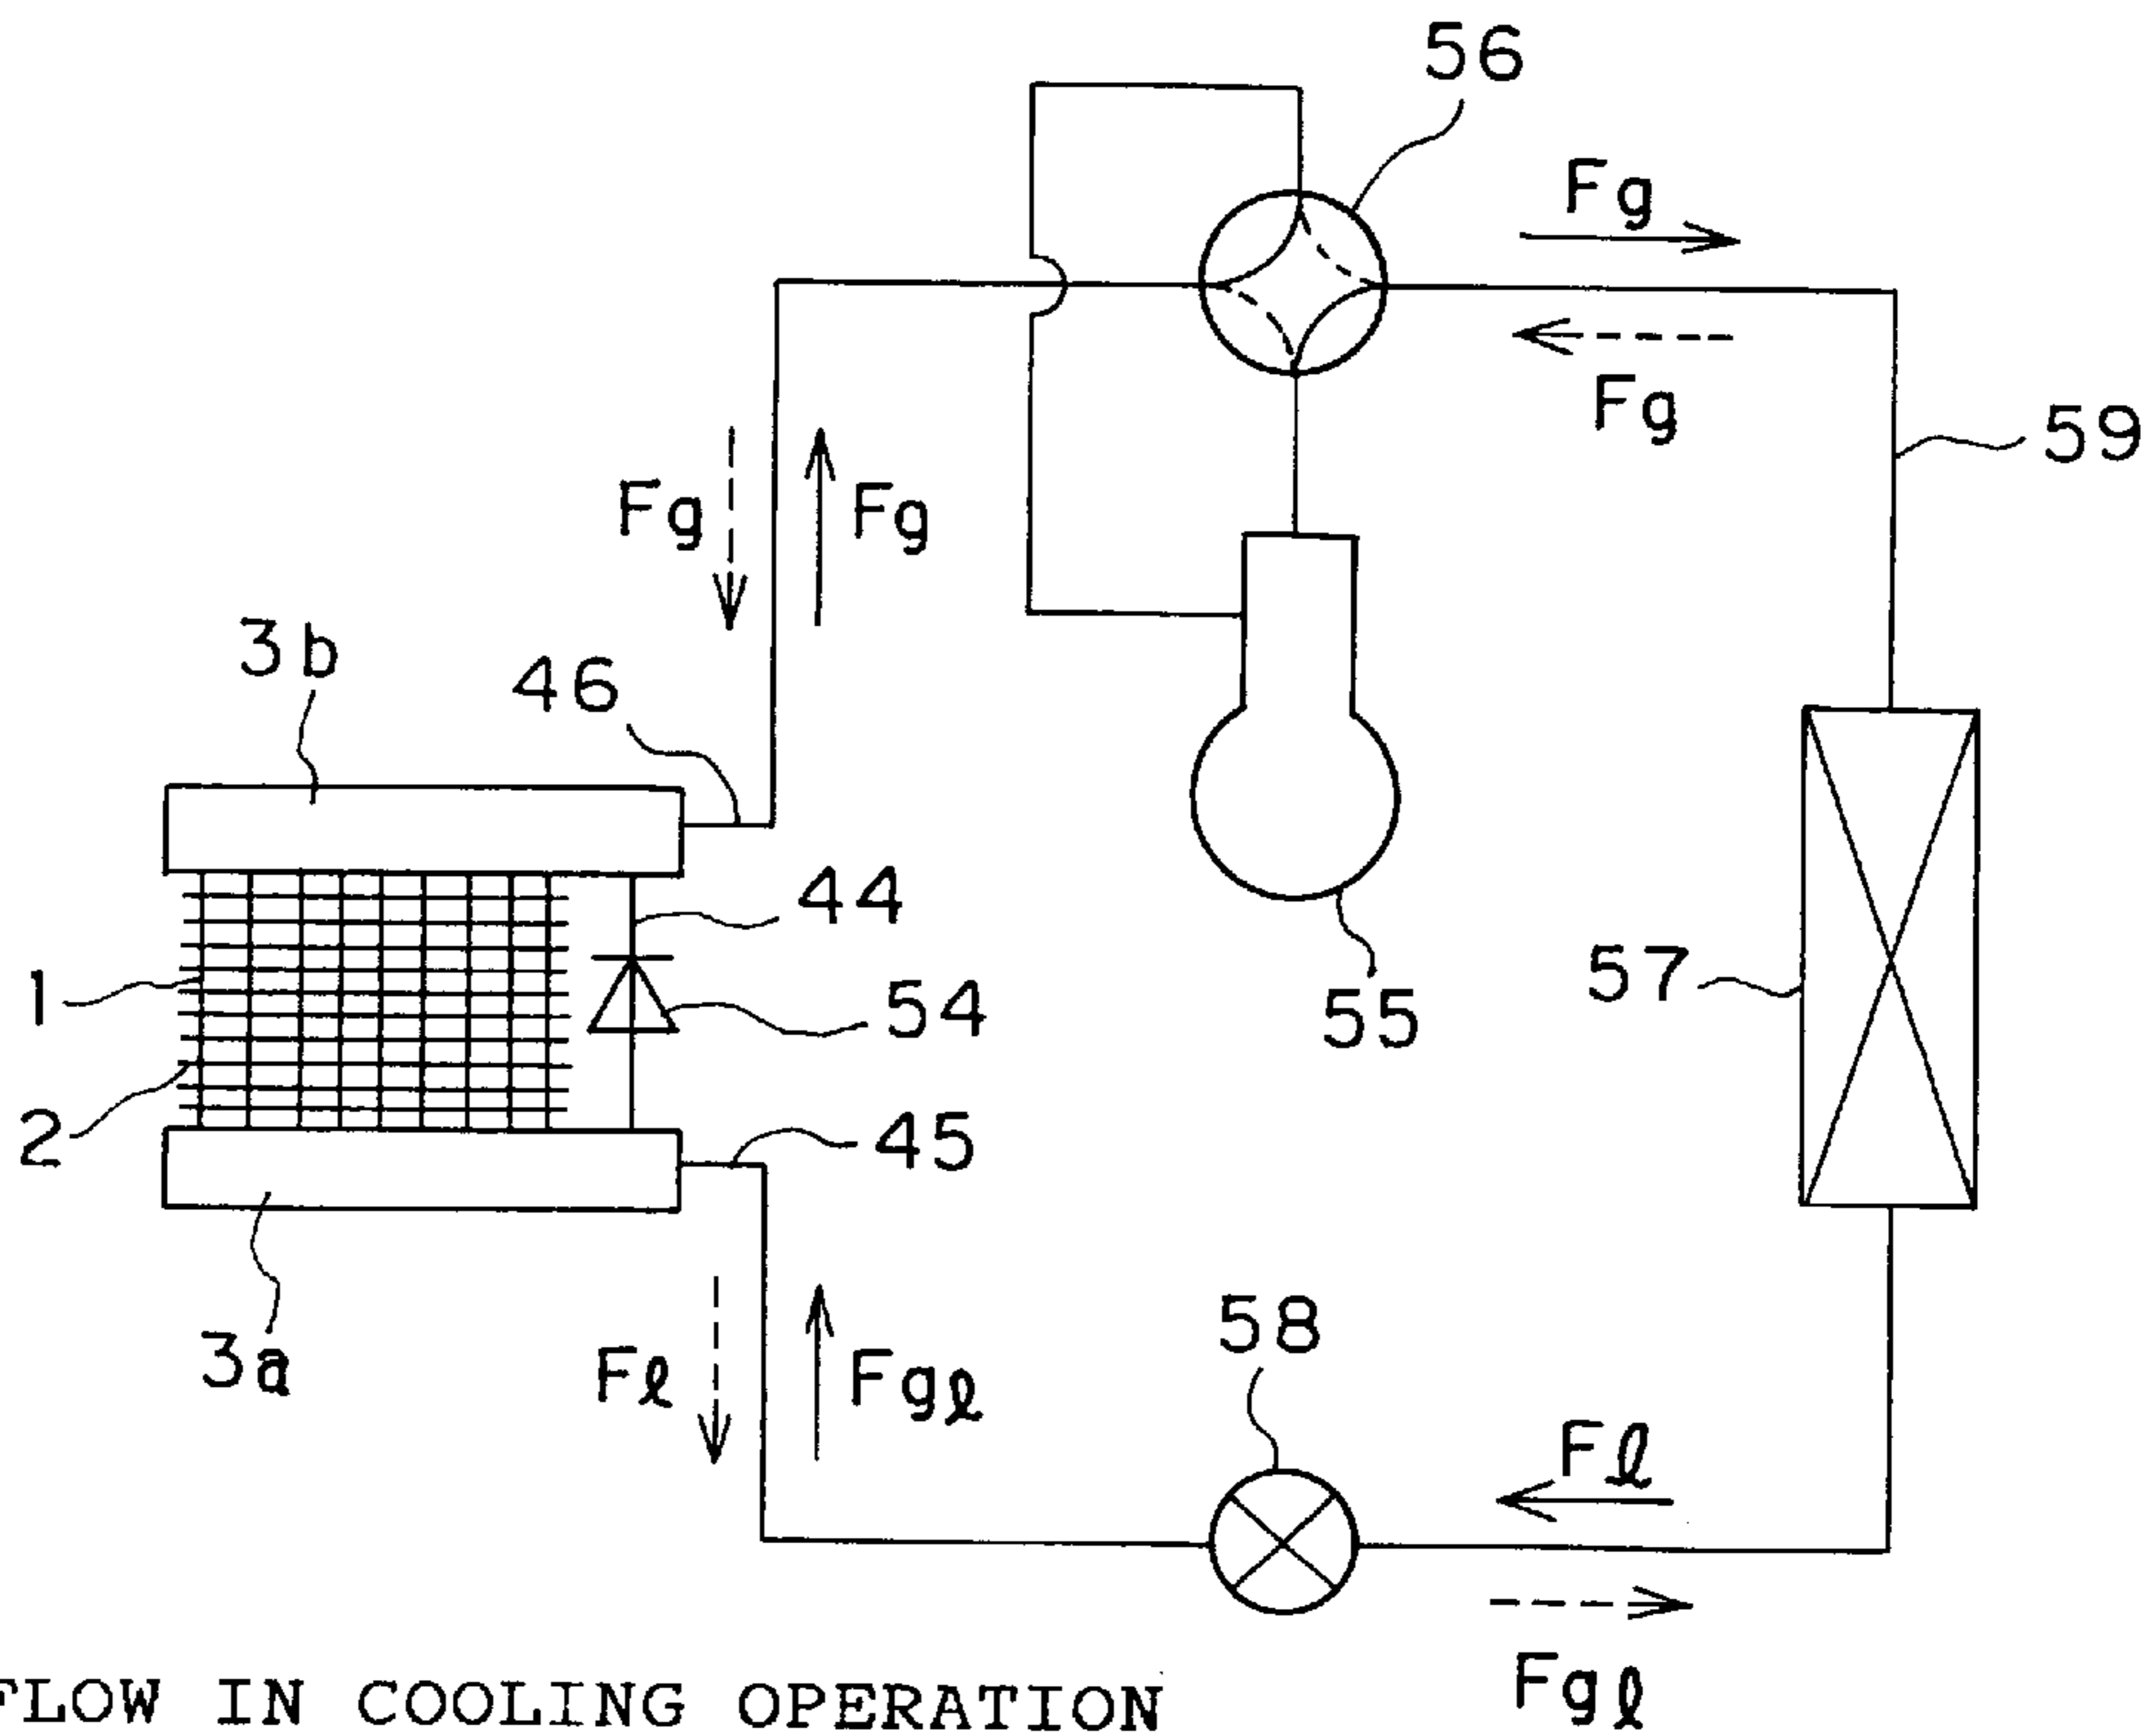 56
Fg
Fg
59
Fg
Fg
3b
46
44
1
54
55
57
2
45
3a
Fℓ
Fgℓ
58
Fℓ
Fgℓ
FLOW IN COOLING OPERATION